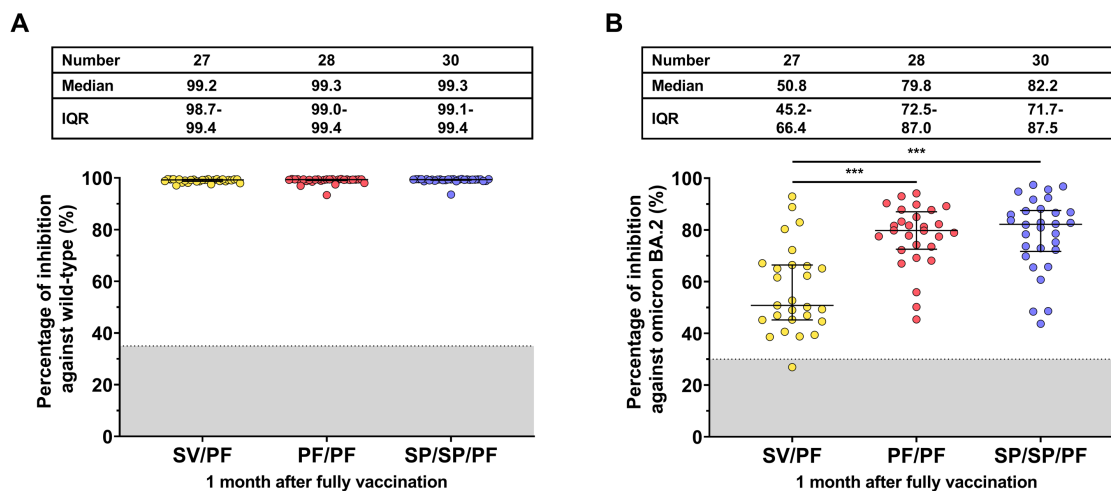 A
Number 27 28 30
Median 99.2 99.3 99.3
IQR 98.7- 99.0- 99.1-
99.4 99.4 99.4
Percentage of inhibition
against wild-type (%)
100
80
60
40
20
0
SV/PF PF/PF SP/SP/PF
1 month after fully vaccination
B
Number 27 28 30
Median 50.8 79.8 82.2
IQR 45.2- 72.5- 71.7-
66.4 87.0 87.5
***
***
Percentage of inhibition
against omicron BA.2 (%)
100
80
60
40
20
0
SV/PF PF/PF SP/SP/PF
1 month after fully vaccination